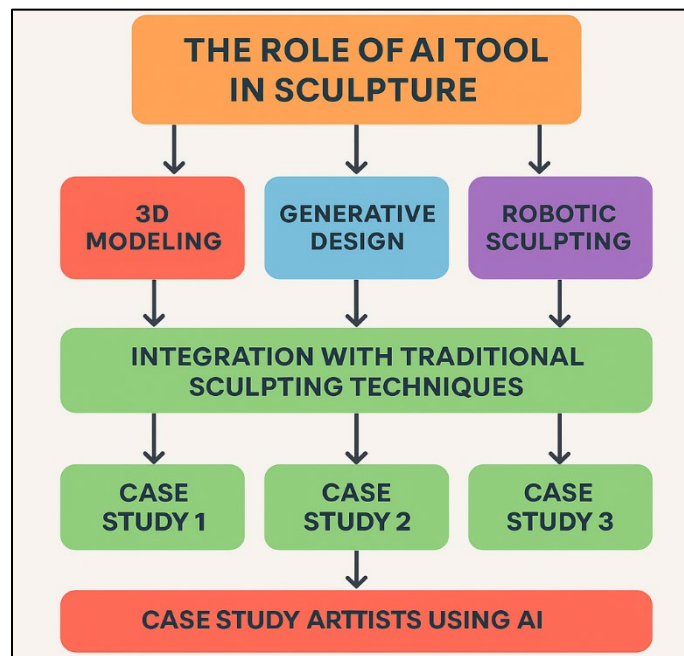 THE ROLE OF AI TOOL
IN SCULPTURE
3D
MODELING
GENERATIVE
DESIGN
ROBOTIC
SCULPTING
INTEGRATION WITH TRADITIONAL
SCULPTING TECHNIQUES
CASE
STUDY 1
CASE
STUDY 2
CASE
STUDY 3
CASE STUDY ARTTISTS USING AI